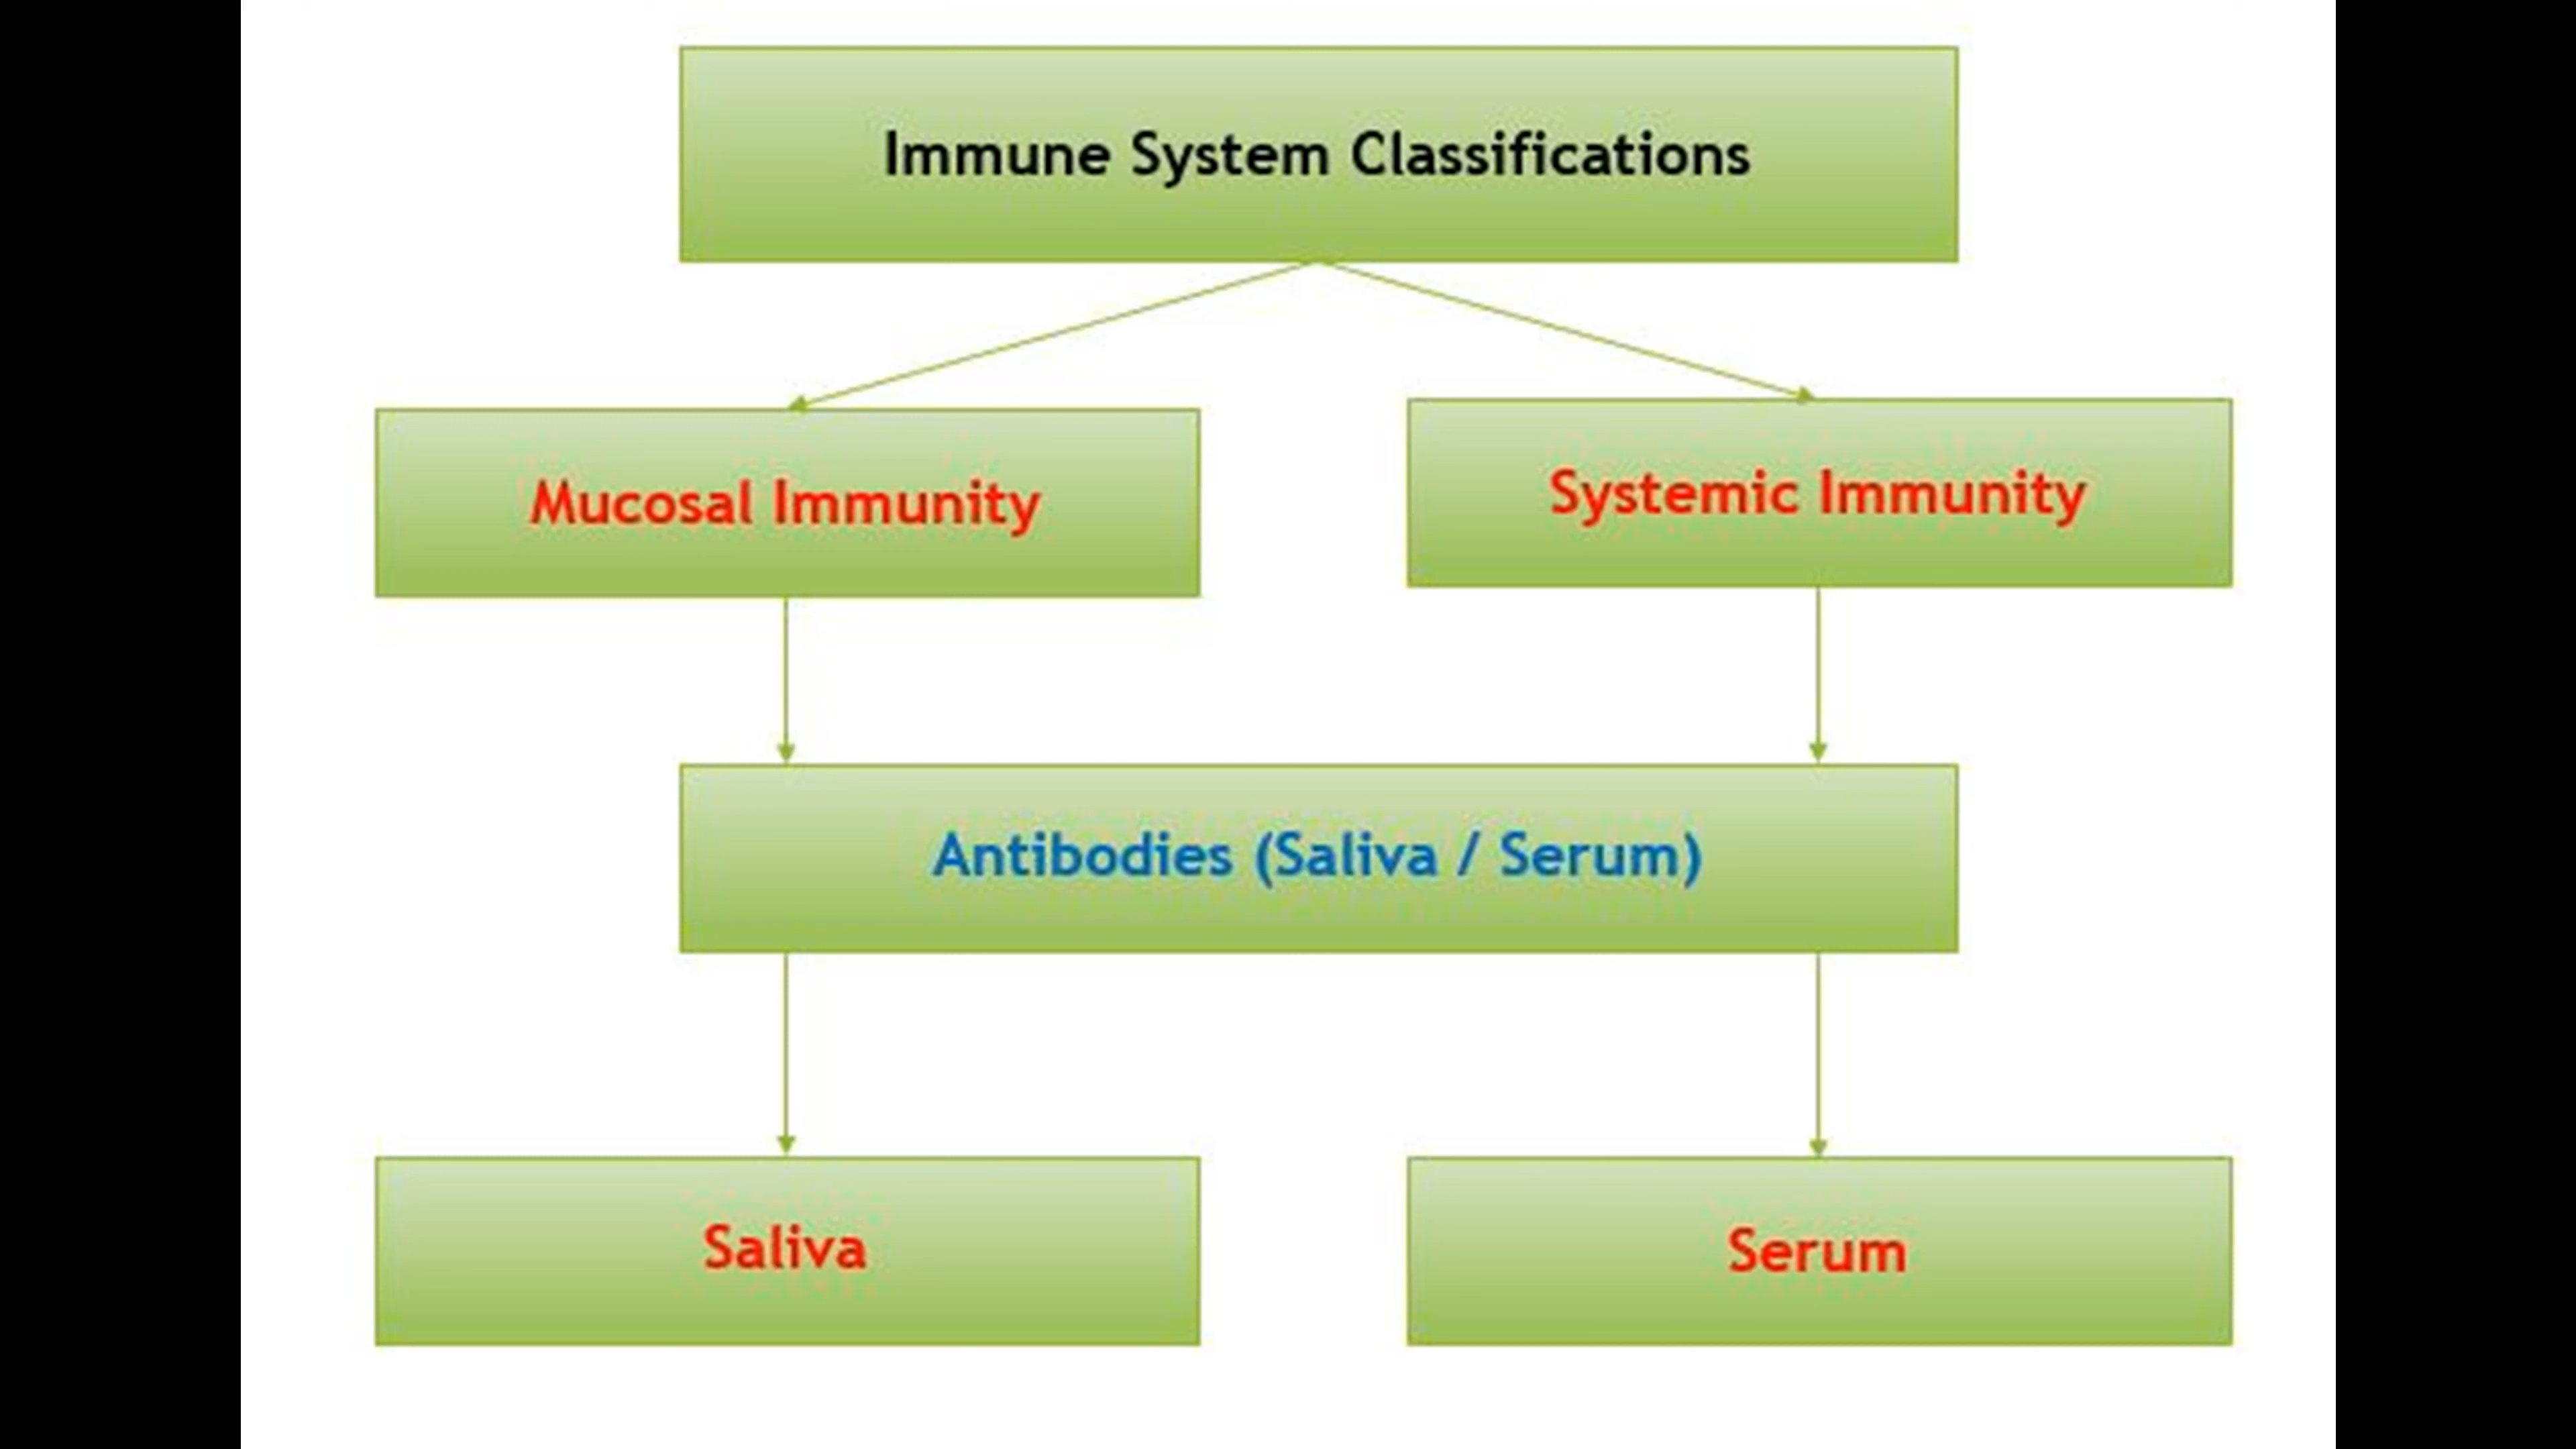 Immune System Classifications
Mucosal Immunity
Systemic Immunity
Antibodies (Saliva / Serum)
Saliva
Serum